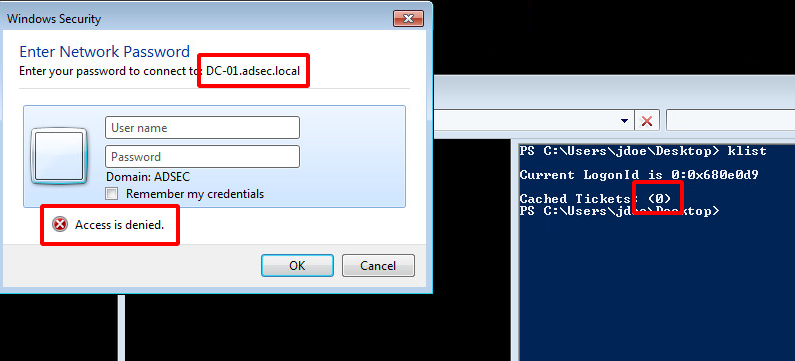 Windows Security
Enter Network Password
Enter your password to connect to: DC-01.adsec.local
User name
Password
Domain: ADSEC
Remember my credentials
Access is denied.
OK
Cancel
PS C:\Users\jdoe\Desktop> klist
Current LogonId is 0:0x680e0d9
Cached Tickets: (0)
PS C:\Users\jdoe\Desktop>